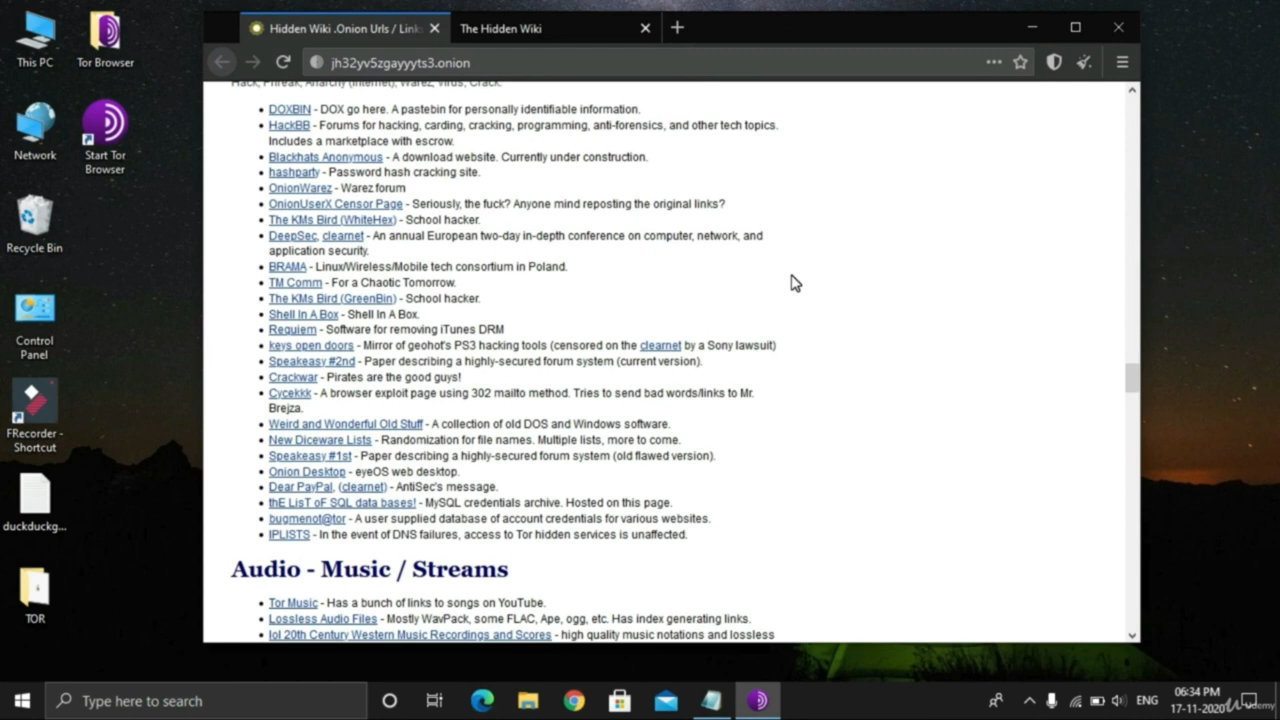 This PC
Tor Browser
Network
Start Tor
Browser
Recycle Bin
Control
Panel
FRecorder -
Shortcut
duckduckg...
TOR
Hidden Wiki .Onion Urls / Link
The Hidden Wiki
jh32yv5zgayyyts3.onion
Hack, Phreak, Anarchy (internet), Warez, Virus, Crack.
• DOXBIN - DOX go here. A pastebin for personally identifiable information.
• HackBB - Forums for hacking, carding, cracking, programming, anti-forensics, and other tech topics.
Includes a marketplace with escrow.
• Blackhats Anonymous - A download website. Currently under construction.
• hashparty - Password hash cracking site.
• OnionWarez - Warez forum
• OnionUserX Censor Page - Seriously, the fuck? Anyone mind reposting the original links?
• The KMs Bird (WhiteHex) - School hacker.
• DeepSec, clearnet - An annual European two-day in-depth conference on computer, network, and
application security.
• BRAMA - Linux/Wireless/Mobile tech consortium in Poland.
• TM Comm - For a Chaotic Tomorrow.
• The KMs Bird (GreenBin) - School hacker.
• Shell In A Box - Shell In A Box.
• Requiem - Software for removing iTunes DRM
• keys open doors - Mirror of geohot's PS3 hacking tools (censored on the clearnet by a Sony lawsuit)
• Speakeasy #2nd - Paper describing a highly-secured forum system (current version).
• Crackwar - Pirates are the good guys!
• Cycekkk - A browser exploit page using 302 mailto method. Tries to send bad words/links to Mr.
Brejza.
• Weird and Wonderful Old Stuff - A collection of old DOS and Windows software.
• New Diceware Lists - Randomization for file names. Multiple lists, more to come.
• Speakeasy #1st - Paper describing a highly-secured forum system (old flawed version).
• Onion Desktop - eyeOS web desktop.
• Dear PayPal, (clearnet) - AntiSec's message.
• thE LisT oF SQL data bases! - MySQL credentials archive. Hosted on this page.
• bugmenot@tor - A user supplied database of account credentials for various websites.
• IPLISTS - In the event of DNS failures, access to Tor hidden services is unaffected.
Audio - Music / Streams
• Tor Music - Has a bunch of links to songs on YouTube.
• Lossless Audio Files - Mostly WavPack, some FLAC, Ape, ogg, etc. Has index generating links.
• lol 20th Century Western Music Recordings and Scores - high quality music notations and lossless
Type here to search
ENG
06:34 PM
17-11-2020
Udemy